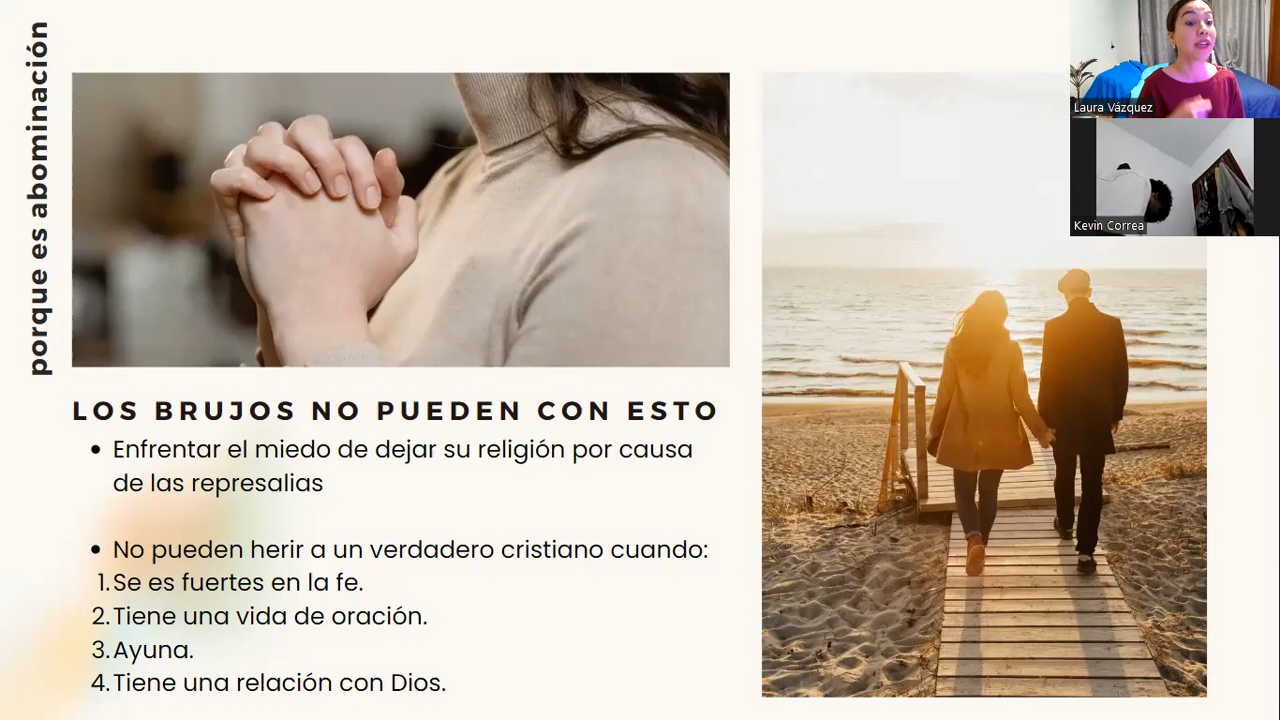 porque es abominación
Laura Vázquez
Kevin Correa
LOS BRUJOS NO PUEDEN CON ESTO
• Enfrentar el miedo de dejar su religión por causa
de las represalias
• No pueden herir a un verdadero cristiano cuando:
1. Se es fuertes en la fe.
2. Tiene una vida de oración.
3. Ayuna.
4. Tiene una relación con Dios.